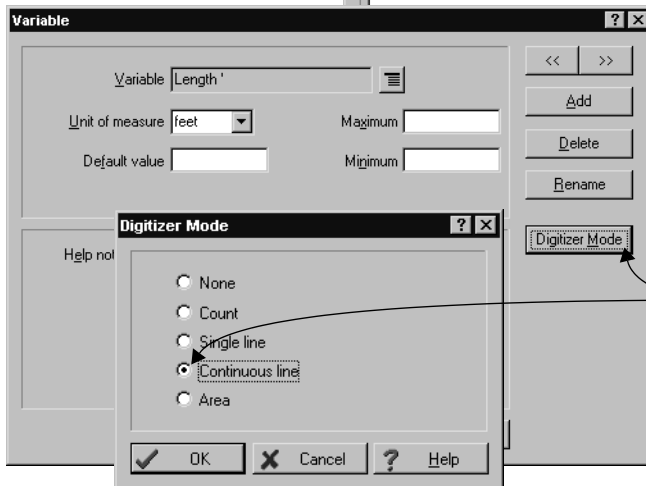 Variable
<< >>
Variable Length '
Add
Unit of measure feet
Maximum
Delete
Default value
Minimum
Rename
Digitizer Mode
Digitizer Mode
Help not
None
Count
Single line
Continuous line
Area
OK Cancel Help